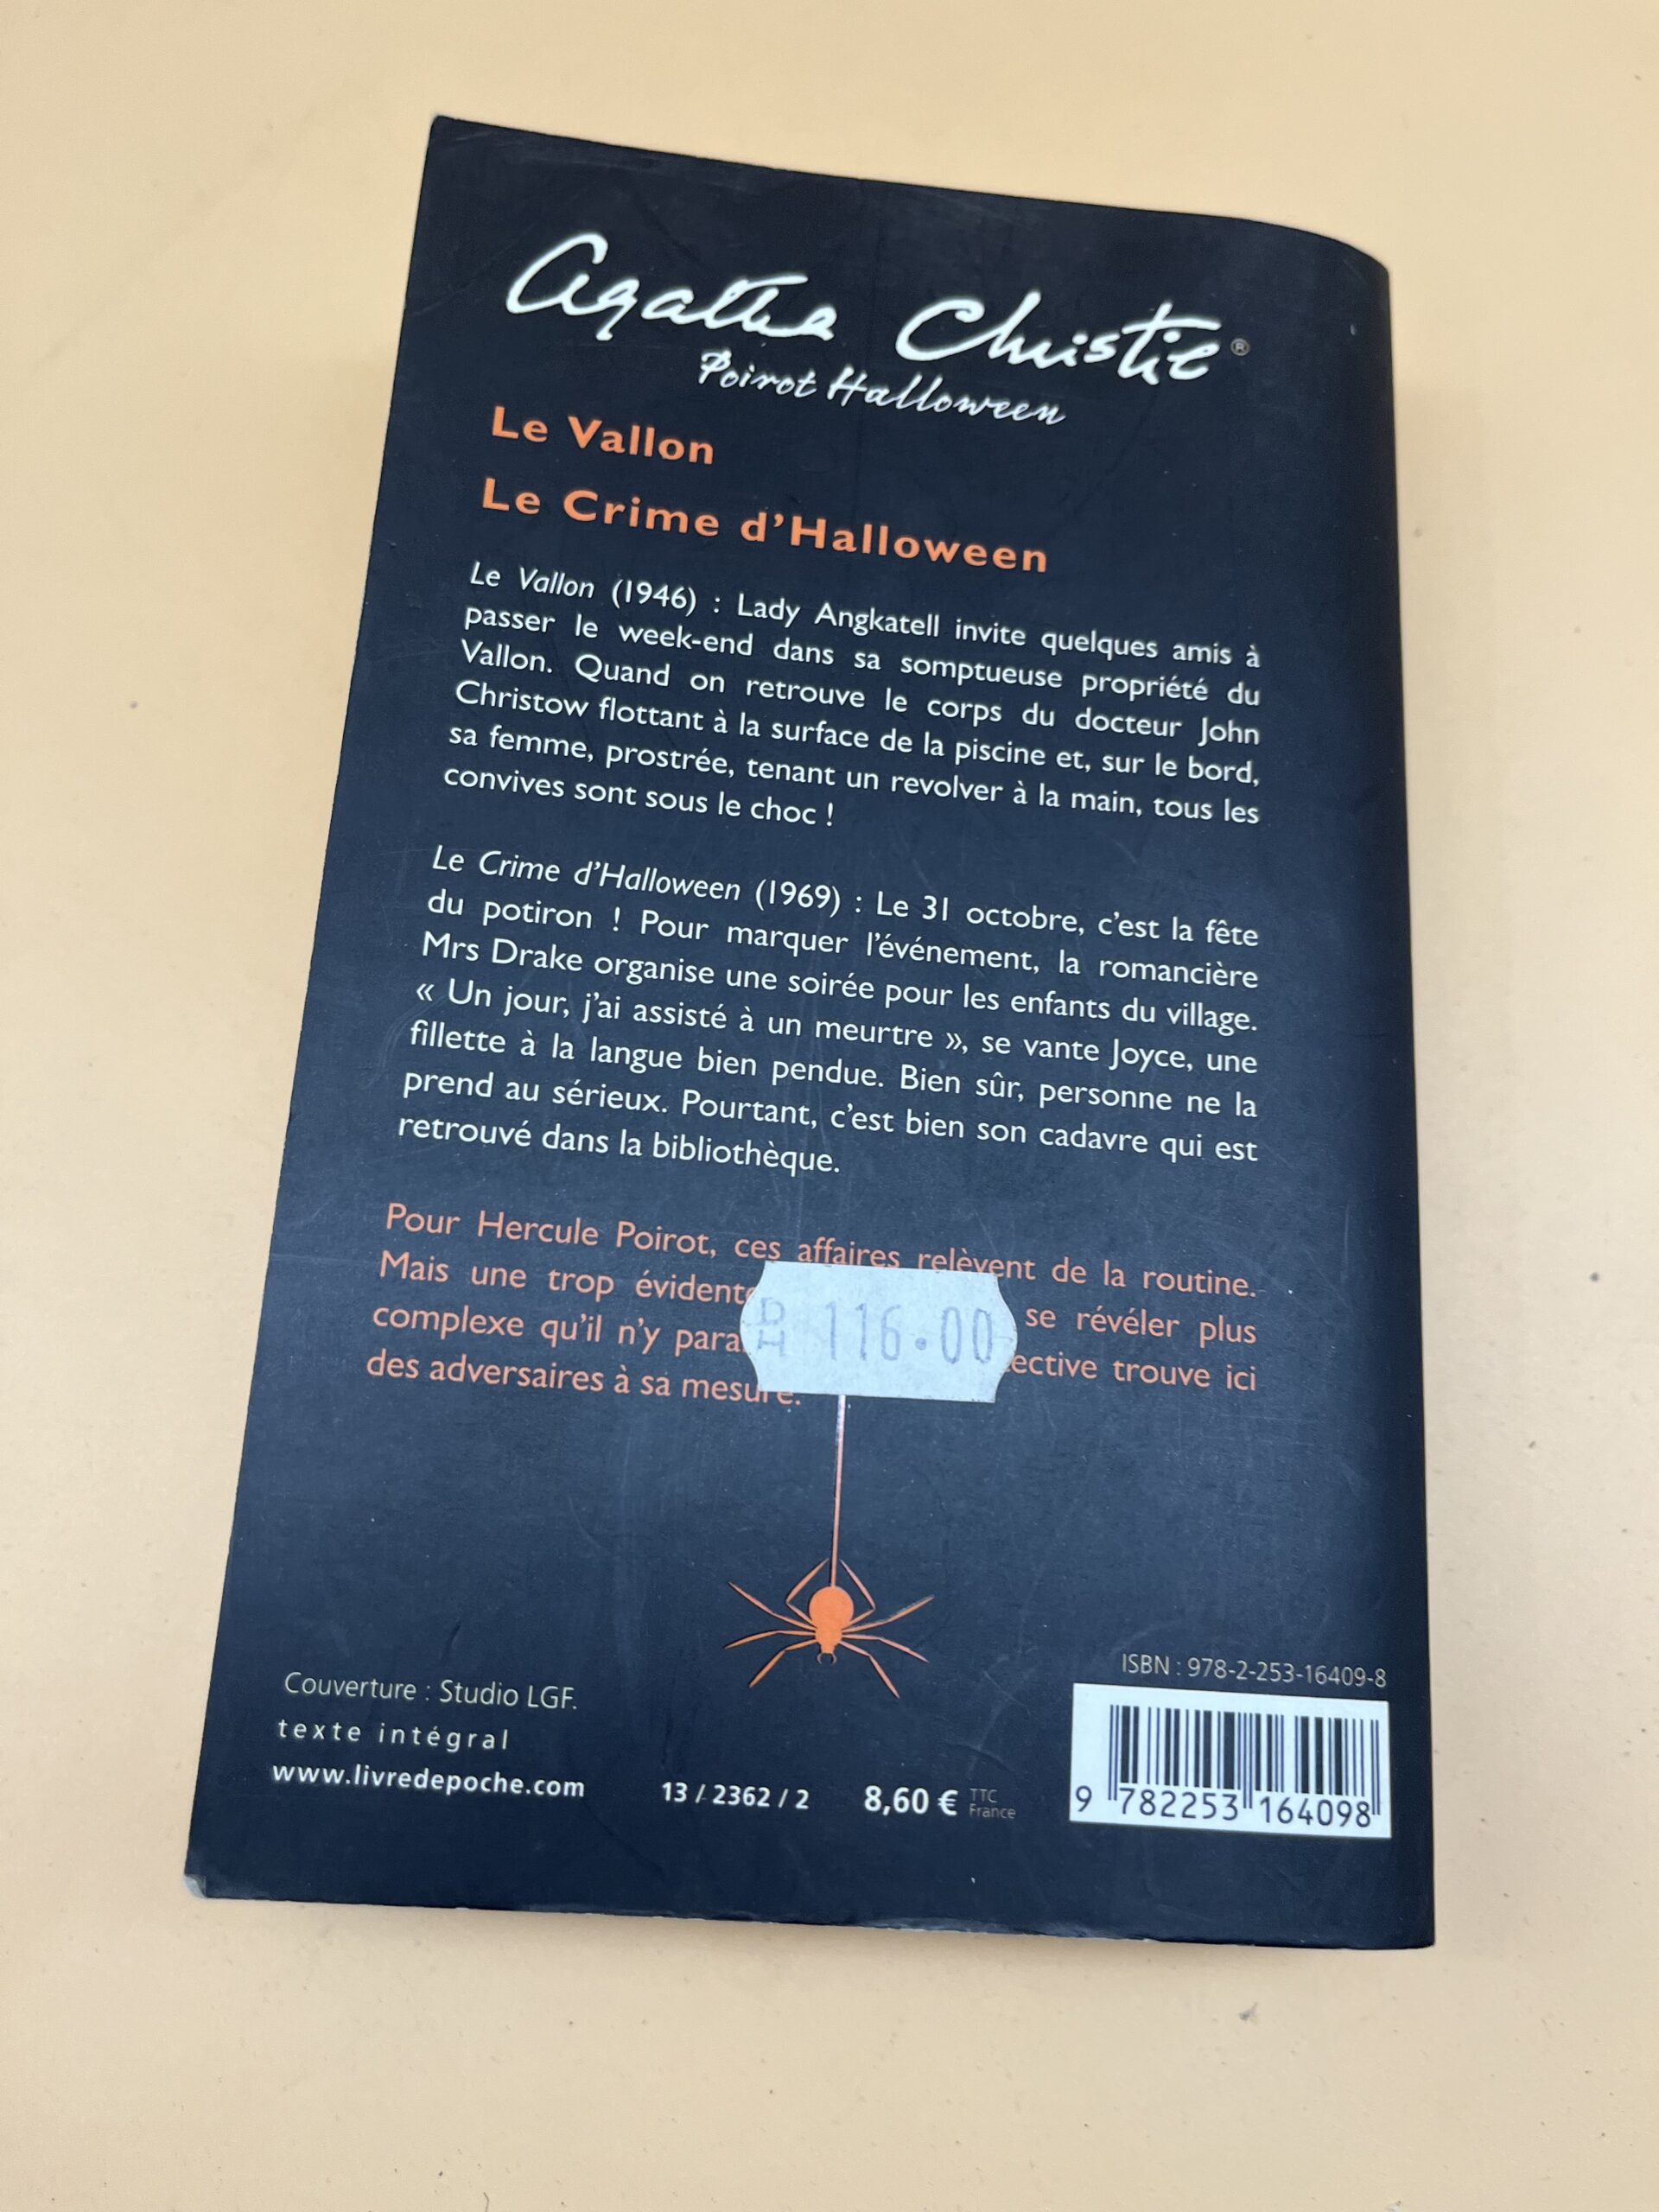 Agatha Christie®
Poirot Halloween
Le Vallon
Le Crime d'Halloween
Le Vallon (1946) : Lady Angkatell invite quelques amis à
passer le week-end dans sa somptueuse propriété du
Vallon. Quand on retrouve le corps du docteur John
Christow flottant à la surface de la piscine et, sur le bord,
sa femme, prostrée, tenant un revolver à la main, tous les
convives sont sous le choc !
Le Crime d'Halloween (1969) : Le 31 octobre, c'est la fête
du potiron ! Pour marquer l'événement, la romancière
Mrs Drake organise une soirée pour les enfants du village.
« Un jour, j'ai assisté à un meurtre », se vante Joyce, une
fillette à la langue bien pendue. Bien sûr, personne ne la
prend au sérieux. Pourtant, c'est bien son cadavre qui est
retrouvé dans la bibliothèque.
Pour Hercule Poirot, ces affaires relèvent de la routine.
Mais une trop évidente se révéler plus
complexe qu'il n'y ective trouve ici
des adversaires à sa mesure.
DH 116.00
Couverture : Studio LGF.
texte intégral
www.livredepoche.com
13 / 2362 / 2
8,60 € TTC France
ISBN : 978-2-253-16409-8
9 782253 164098